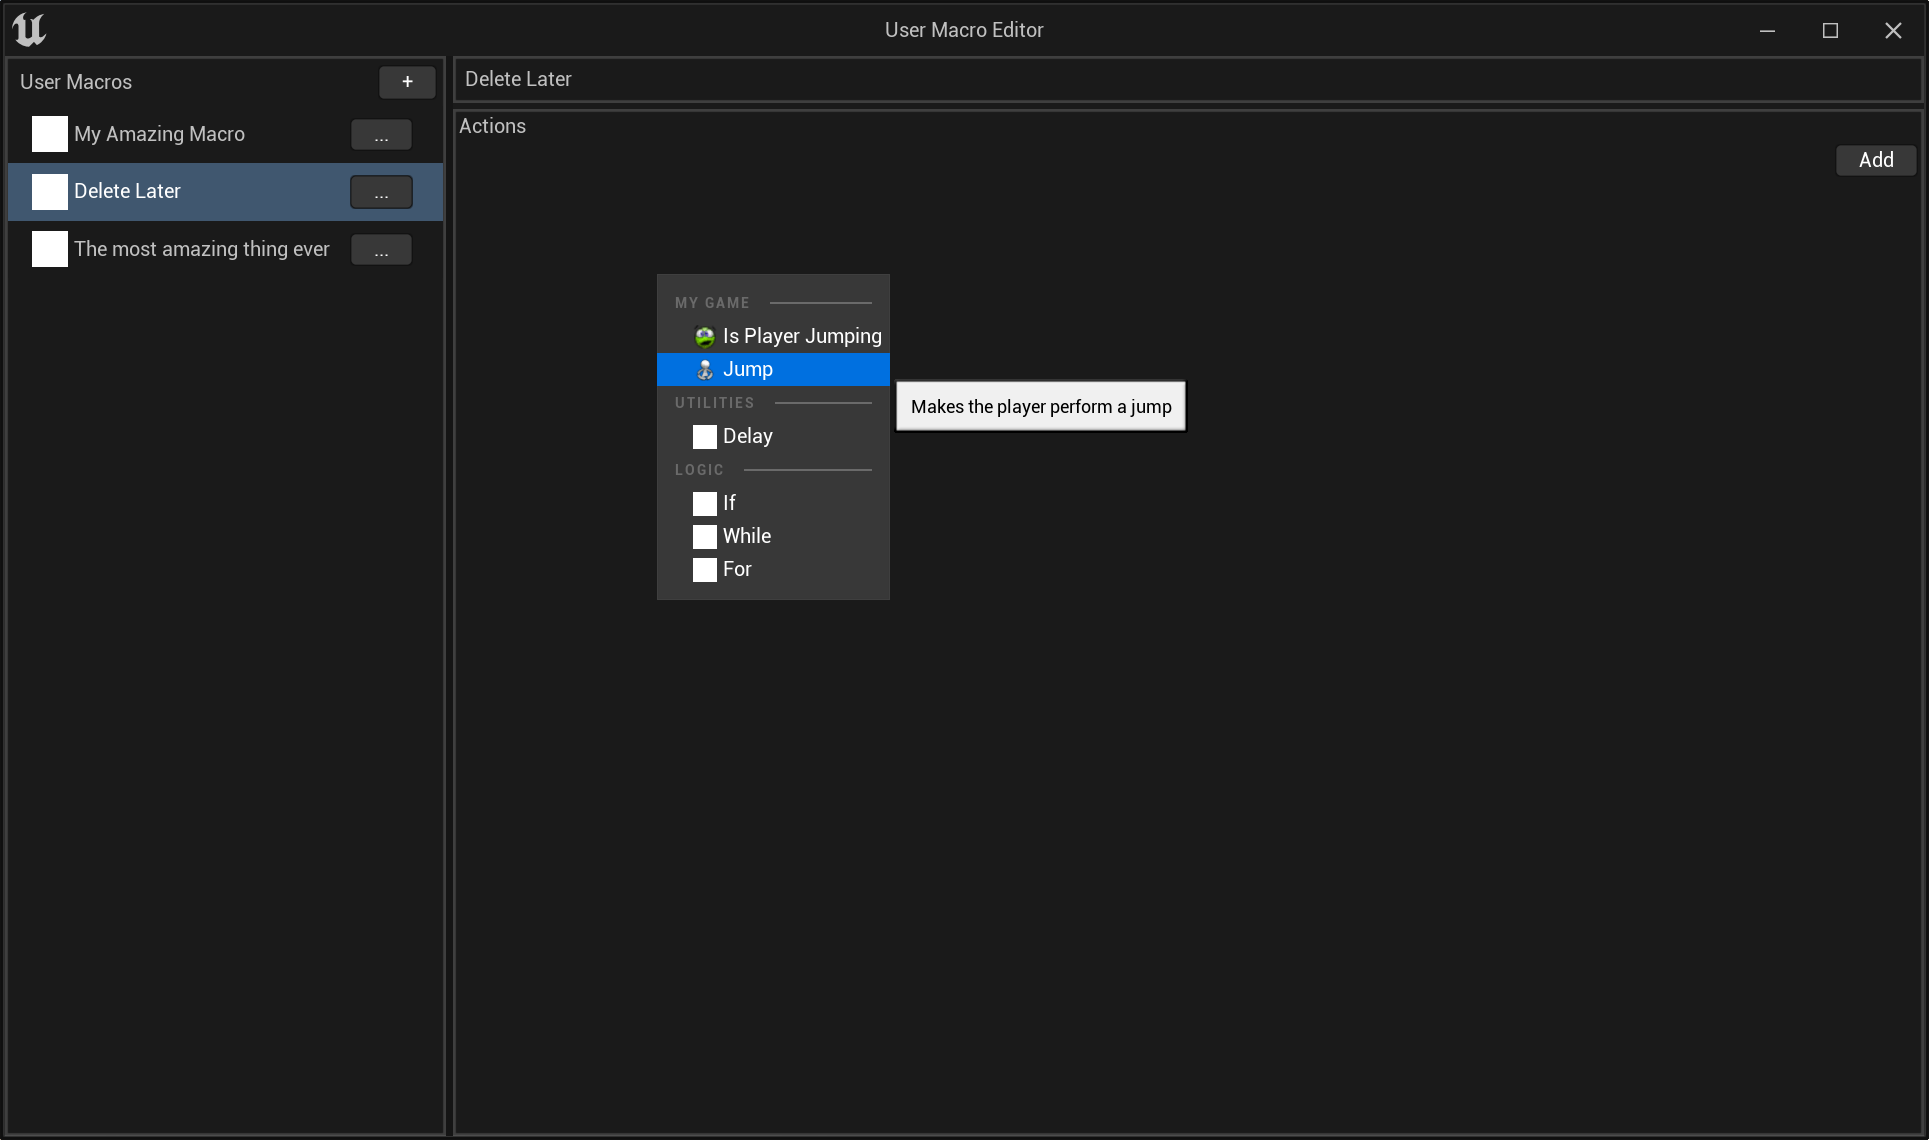 User Macro Editor
User Macros
+
My Amazing Macro
...
Delete Later
...
The most amazing thing ever
...
Delete Later
Actions
Add
MY GAME
Is Player Jumping
Jump
Makes the player perform a jump
UTILITIES
Delay
LOGIC
If
While
For